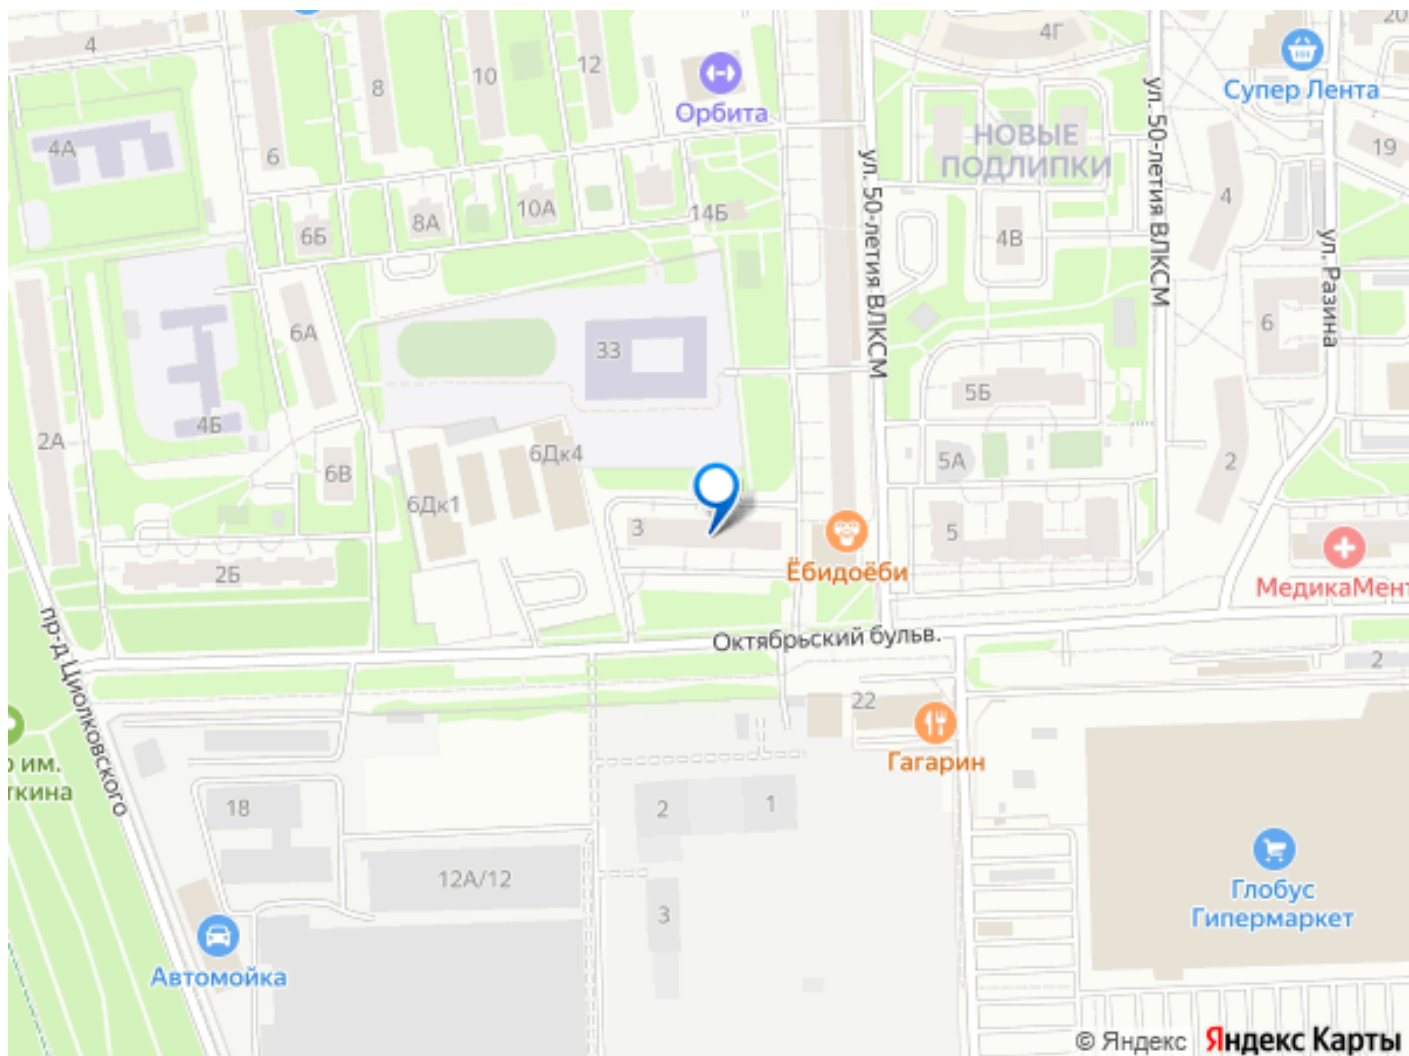 4
8
10
12
4Г
20
Орбита
Супер Лента
4А
6
НОВЫЕ
ПОДЛИПКИ
19
ул. 50-летия ВЛКСМ
ул. 50-летия ВЛКСМ
ул. Разина
6Б
8А
10А
14Б
4В
4
6А
33
6
5Б
2А
4Б
6В
6Дк4
6Дк1
5А
2
3
5
Ёбидоёби
2Б
МедикаМент
пр-д Циолковского
Октябрьский бульв.
2
22
Гагарин
им.
ткина
18
2
1
12А/12
3
Глобус
Гипермаркет
Автомойка
© Яндекс Яндекс Карты